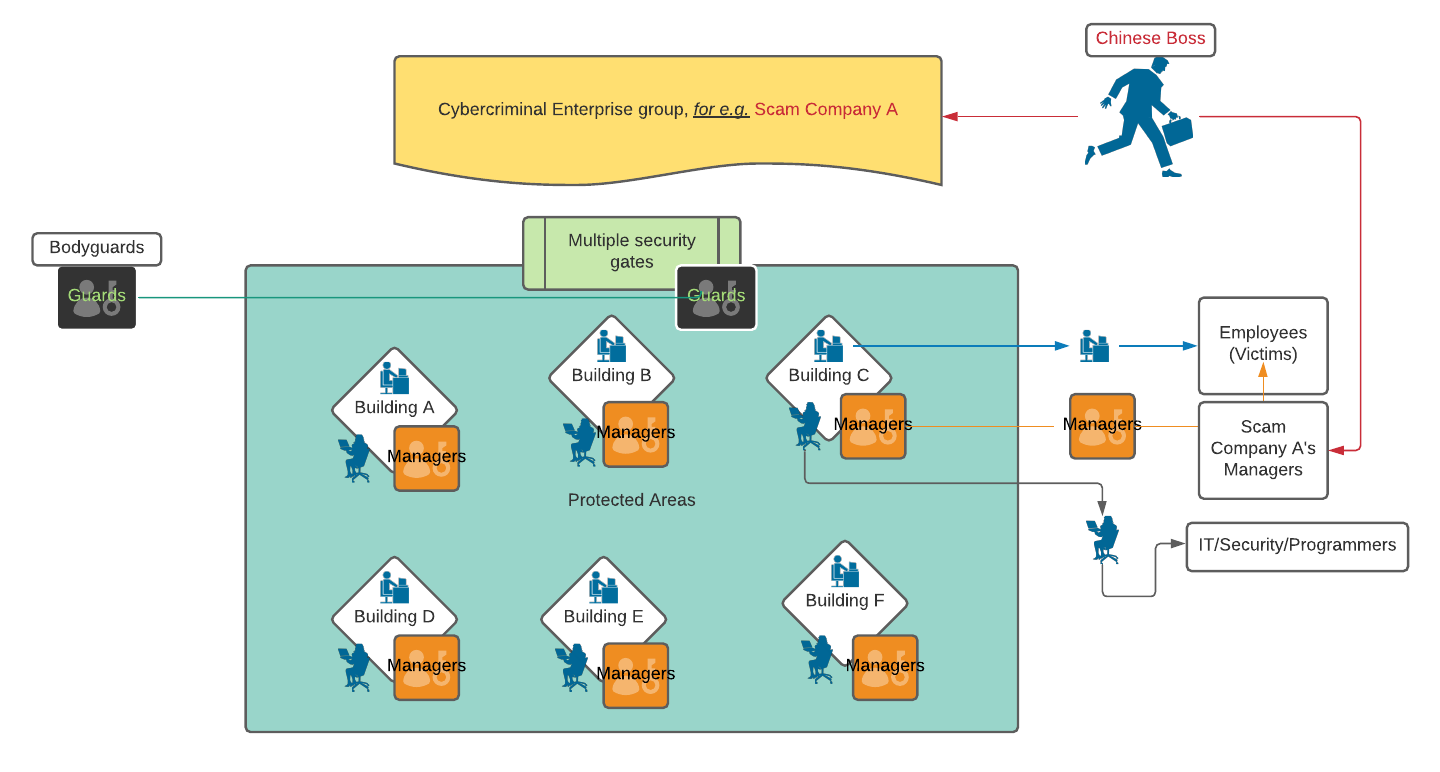 Chinese Boss
Cybercriminal Enterprise group, for e.g. Scam Company A
Bodyguards
Guards
Multiple security
gates
Guards
Building A
Managers
Building B
Managers
Building C
Managers
Managers
Employees
(Victims)
Scam
Company A's
Managers
Protected Areas
IT/Security/Programmers
Building D
Managers
Building E
Managers
Building F
Managers